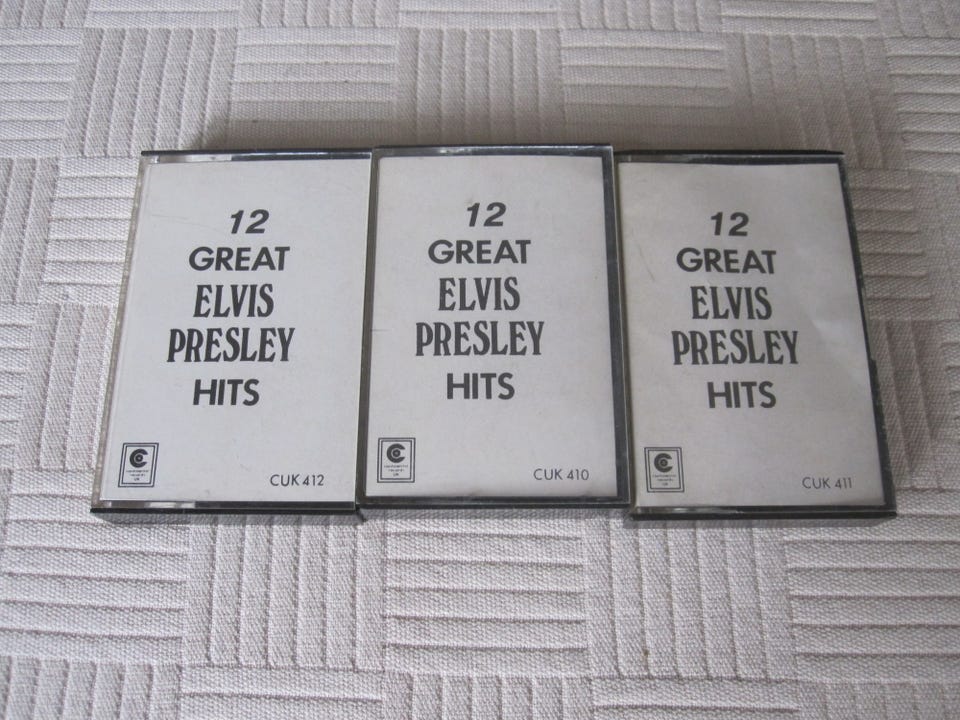 12
GREAT
ELVIS
PRESLEY
HITS
CUK 412
12
GREAT
ELVIS
PRESLEY
HITS
CUK 410
12
GREAT
ELVIS
PRESLEY
HITS
CUK 411